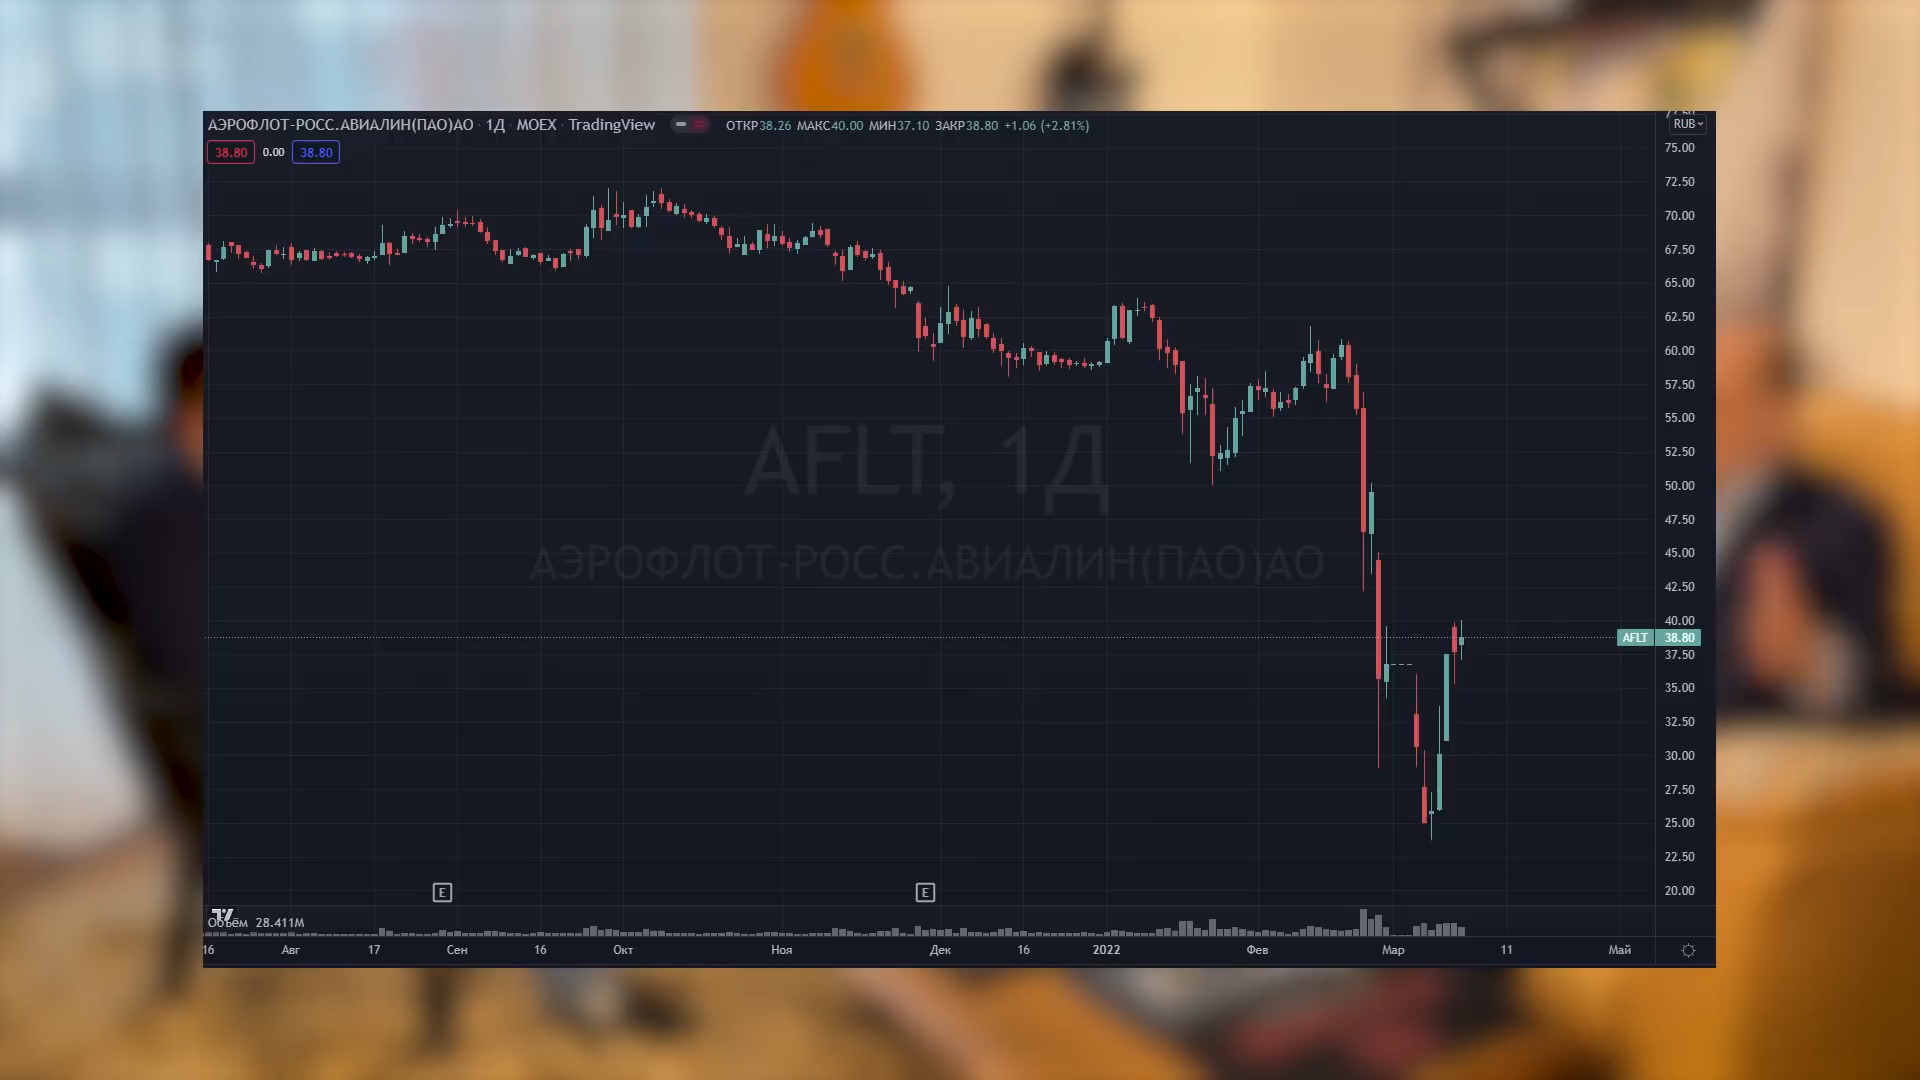 АЭРОФЛОТ-РОСС.АВИАЛИН(ПАО)АО · 1Д · MOEX · TradingView ОТКР38.26 МАКС40.00 МИН37.10 ЗАКР38.80 +1.06 (+2.81%)
RUB
38.80 0.00 38.80
75.00
72.50
70.00
67.50
65.00
62.50
60.00
57.50
55.00
52.50
50.00
47.50
45.00
42.50
40.00
AFLT 38.80
37.50
35.00
32.50
30.00
27.50
25.00
22.50
20.00
AFLT, 1Д
АЭРОФЛОТ-РОСС.АВИАЛИН(ПАО)АО
E E
Объём 28.411M
16 Авг 17 Сен 16 Окт Ноя Дек 16 2022 Фев Мар 11 Май